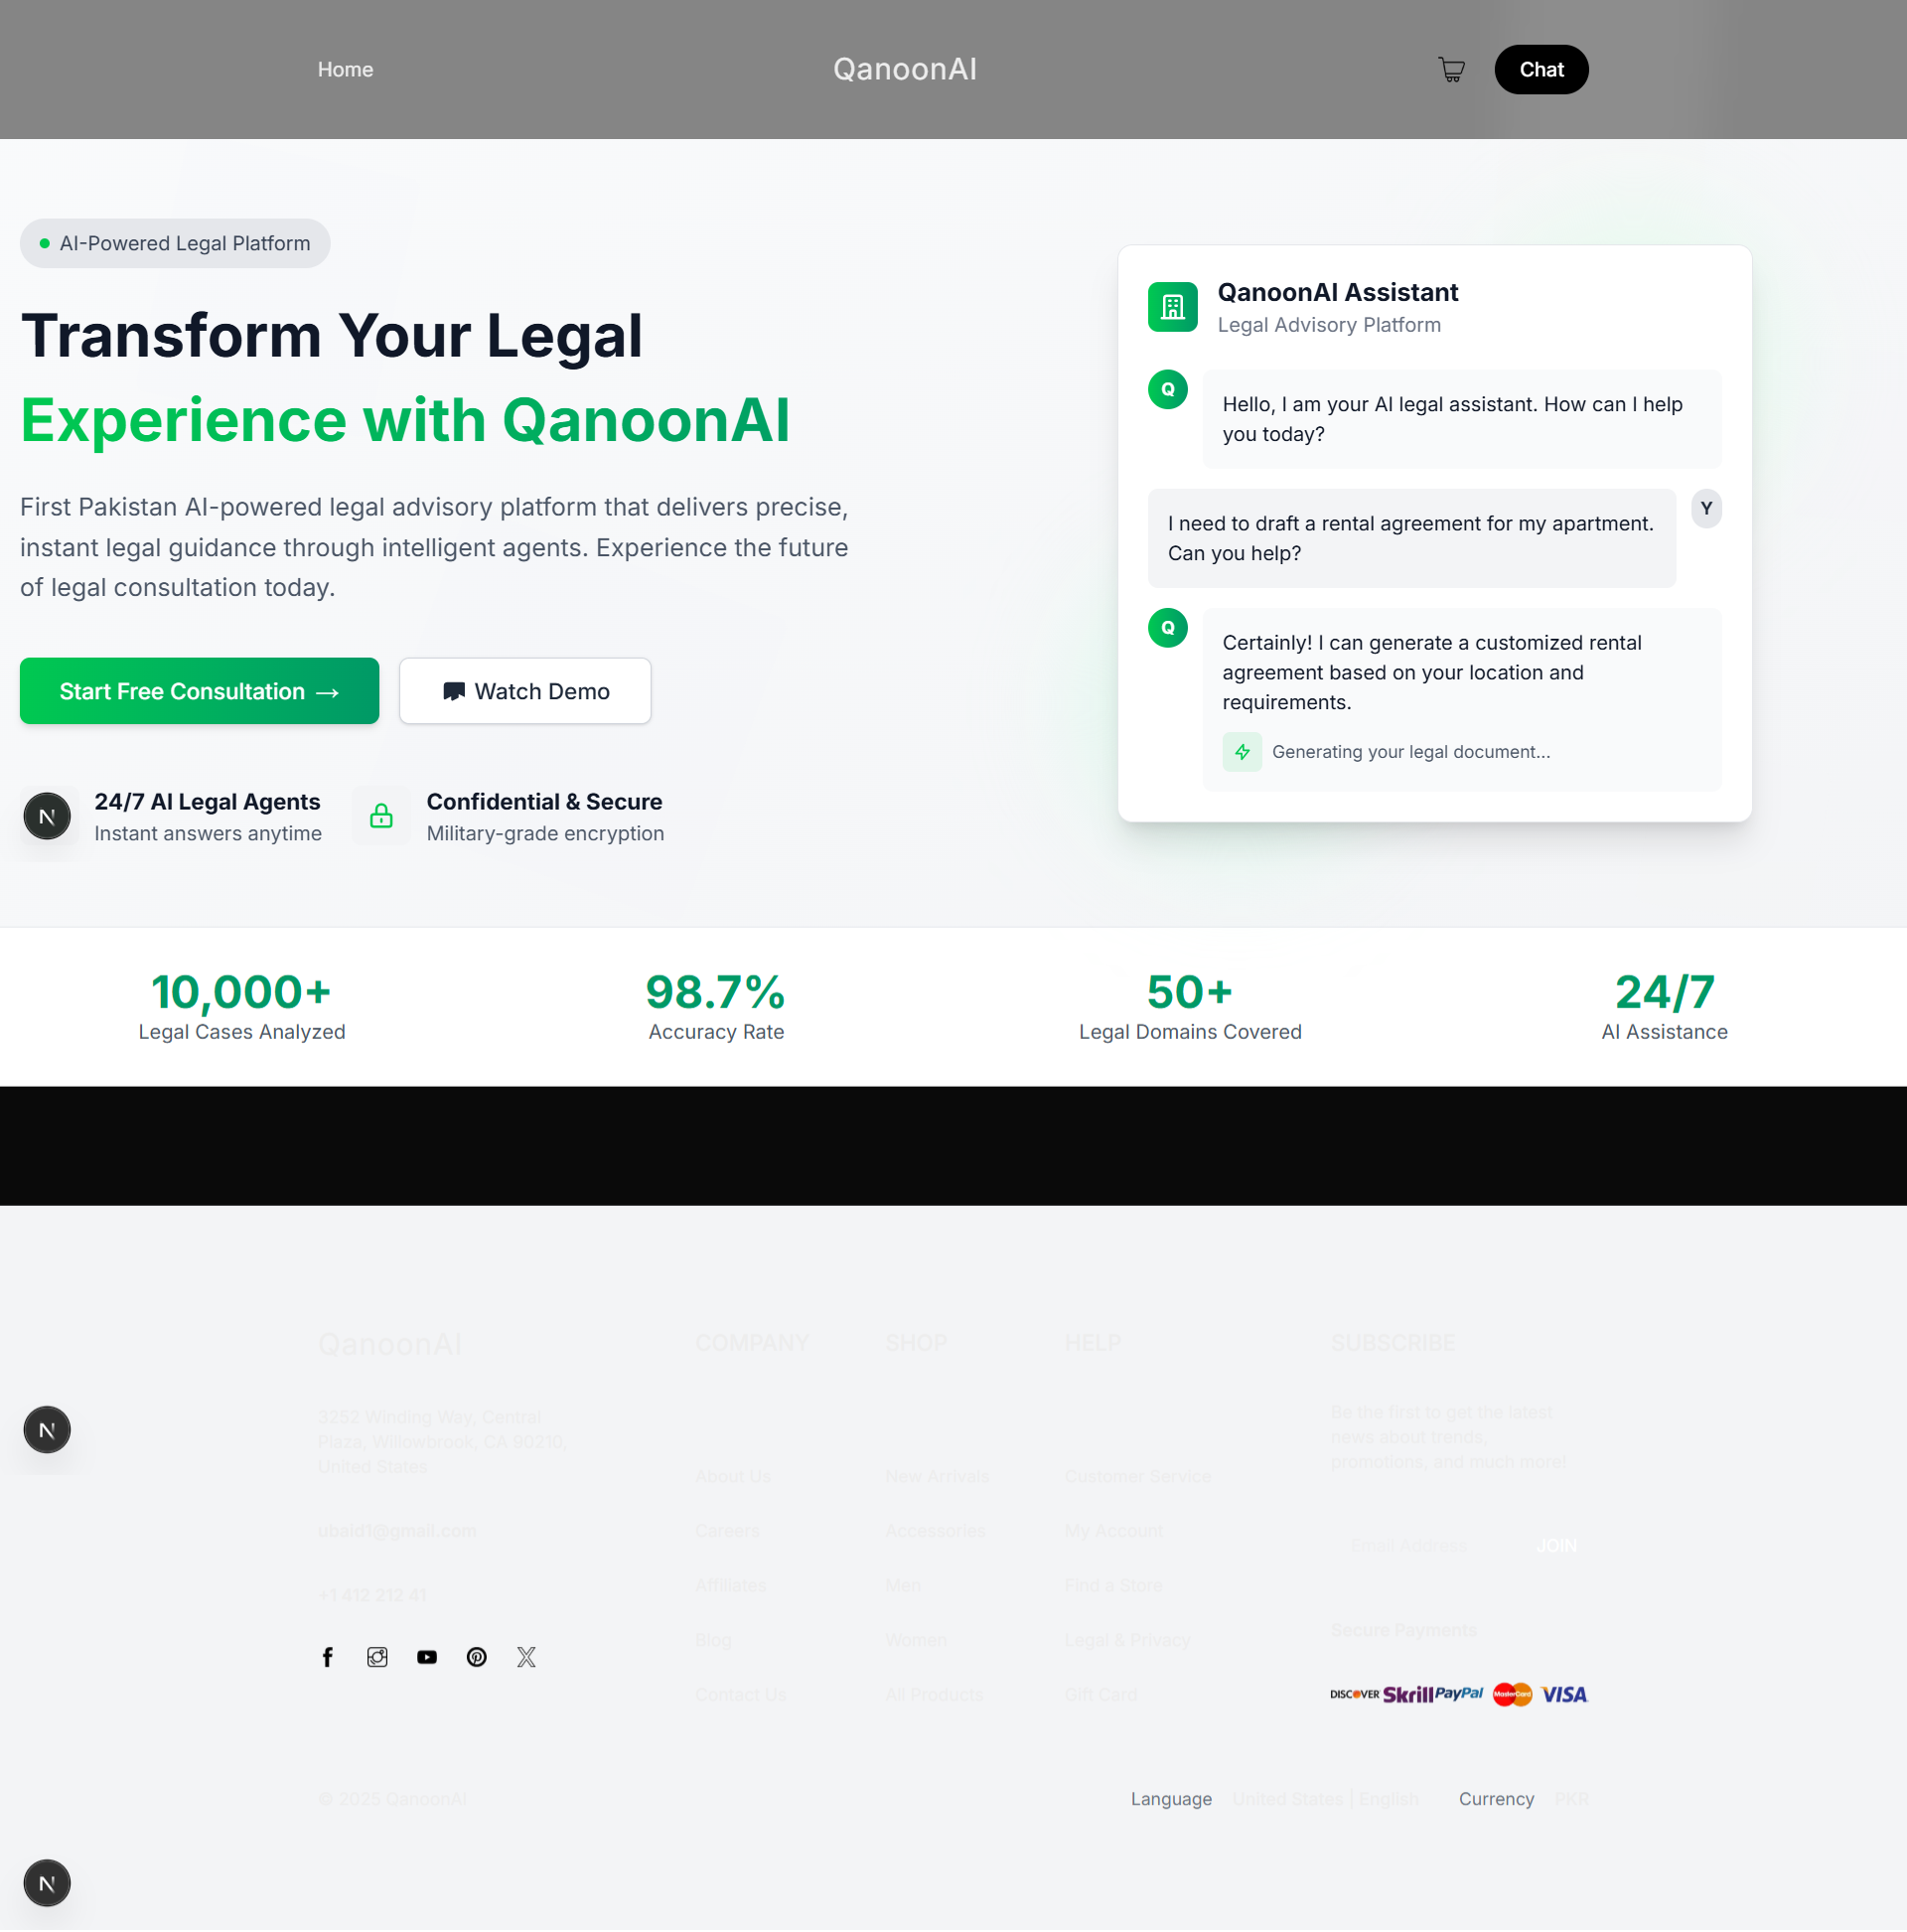 Home
QanoonAI
Chat
AI-Powered Legal Platform
Transform Your Legal
Experience with QanoonAI
First Pakistan AI-powered legal advisory platform that delivers precise,
instant legal guidance through intelligent agents. Experience the future
of legal consultation today.
Start Free Consultation →
Watch Demo
N
24/7 AI Legal Agents
Instant answers anytime
Confidential & Secure
Military-grade encryption
QanoonAI Assistant
Legal Advisory Platform
Q
Hello, I am your AI legal assistant. How can I help
you today?
I need to draft a rental agreement for my apartment.
Can you help?
Y
Q
Certainly! I can generate a customized rental
agreement based on your location and
requirements.
Generating your legal document...
10,000+
Legal Cases Analyzed
98.7%
Accuracy Rate
50+
Legal Domains Covered
24/7
AI Assistance
QanoonAI
3252 Winding Way, Central
Plaza, Willowbrook, CA 90210,
United States
ubaid1@gmail.com
+1 412 212 41
COMPANY
About Us
Careers
Affiliates
Blog
Contact Us
SHOP
New Arrivals
Accessories
Men
Women
All Products
HELP
Customer Service
My Account
Find a Store
Legal & Privacy
Gift Card
SUBSCRIBE
Be the first to get the latest
news about trends,
promotions, and much more!
Email Address
JOIN
Secure Payments
DISCOVER
Skrill
PayPal
MasterCard
VISA
N
© 2025 QanoonAI
Language
United States | English
Currency
PKR
N